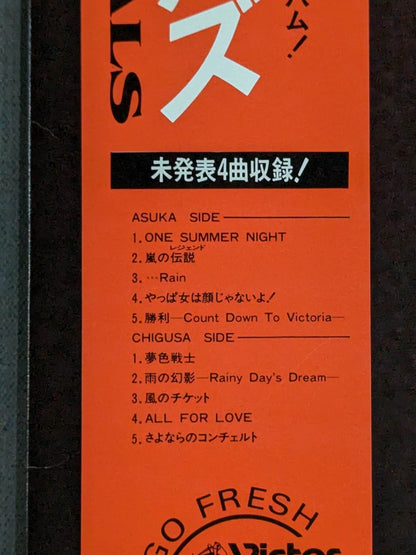 ズ
ム!
ALS
未発表4曲収録!
ASUKA SIDE
1. ONE SUMMER NIGHT
レジェンド
2. 嵐の伝説
3. …Rain
4. やっぱ女は顔じゃないよ!
5. 勝利—Count Down To Victoria—
CHIGUSA SIDE
1. 夢色戦士
2. 雨の幻影—Rainy Day's Dream—
3. 風のチケット
4. ALL FOR LOVE
5. さよならのコンチェルト
GO FRESH
Victor